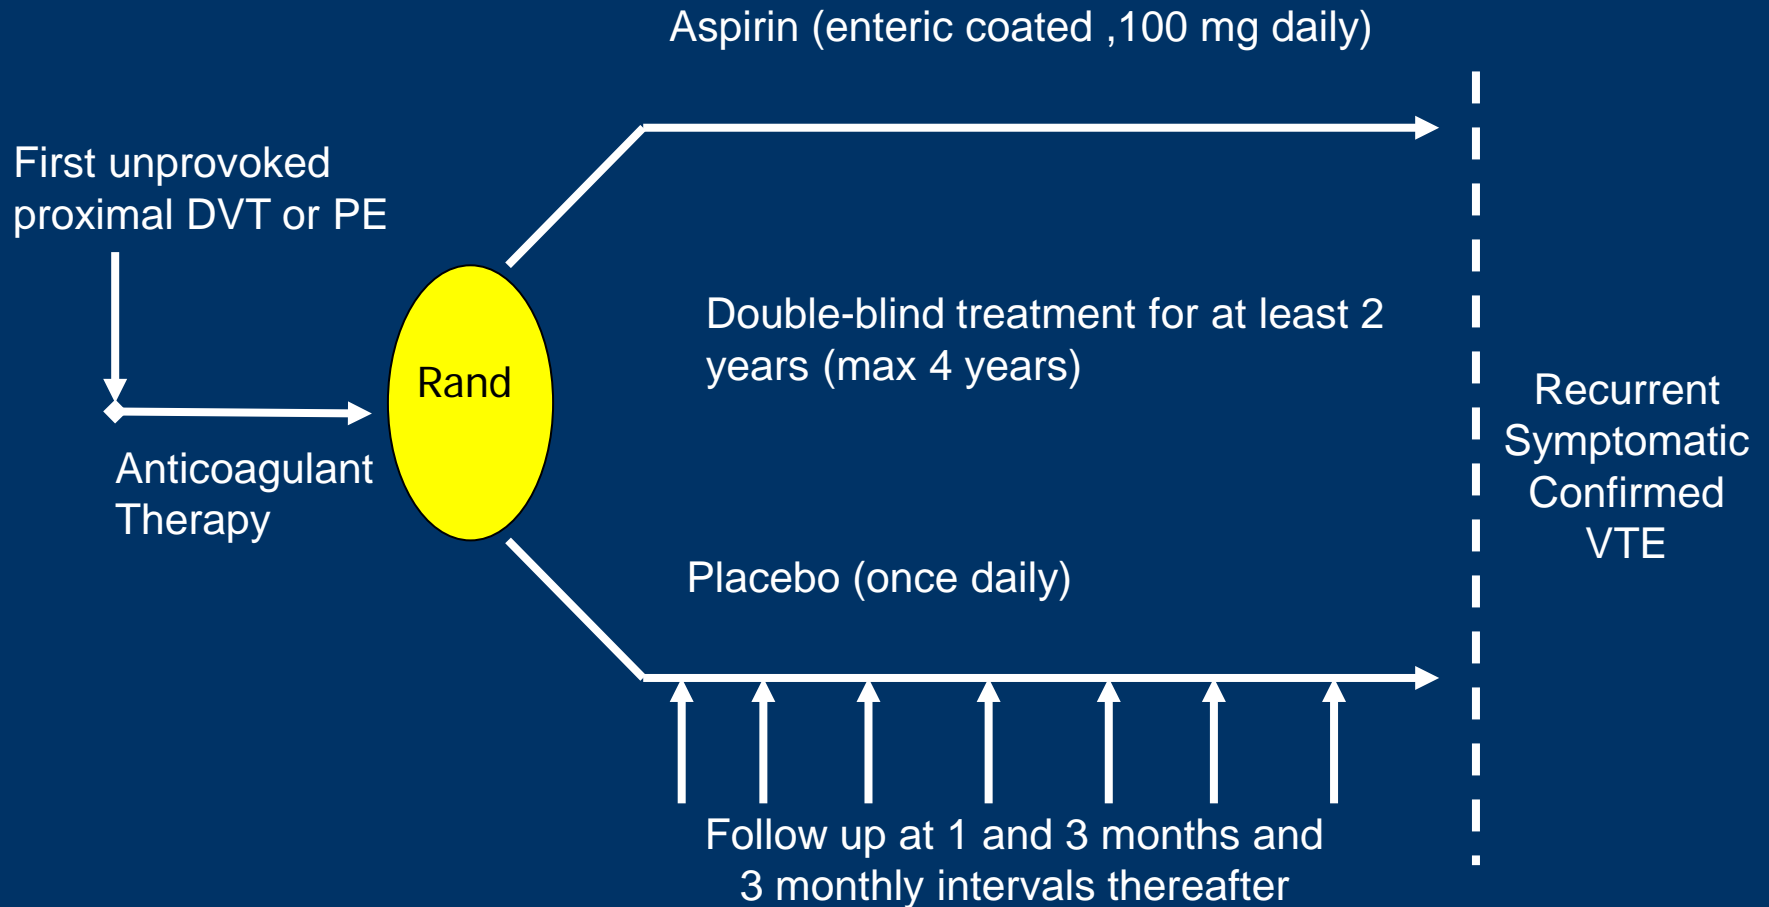 Aspirin (enteric coated ,100 mg daily)
First unprovoked
proximal DVT or PE
Anticoagulant
Therapy
Rand
Double-blind treatment for at least 2
years (max 4 years)
Placebo (once daily)
Follow up at 1 and 3 months and
3 monthly intervals thereafter
Recurrent
Symptomatic
Confirmed
VTE